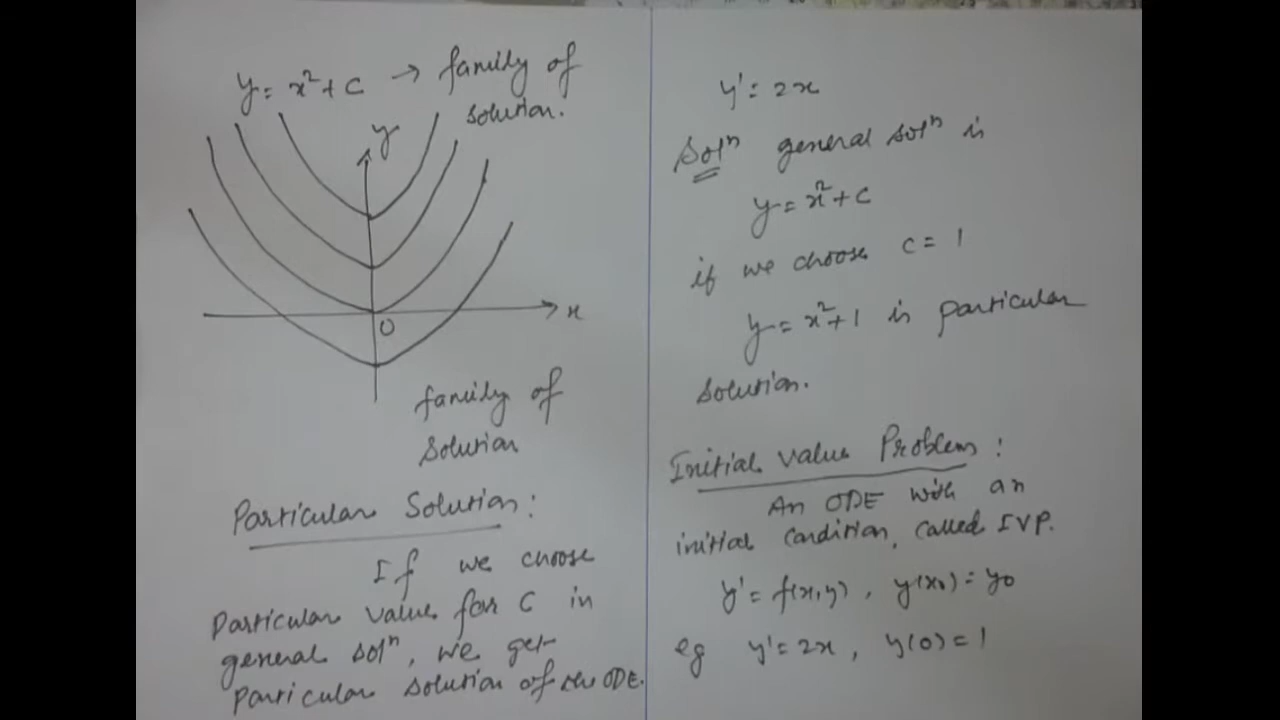 y = x² + c → family of
solution.
y
x
0
family of
solution
Particular Solution:
If we choose
Particular value for C in
general solⁿ, we get
Particular solution of the ODE.
y' = 2x
Solⁿ general solⁿ is
y = x² + c
if we choose c = 1
y = x² + 1 is particular
solution.
Initial value Problem:
An ODE with an
initial condition, called IVP.
y' = f(x,y), y(x₀) = y₀
eg y' = 2x, y(0) = 1